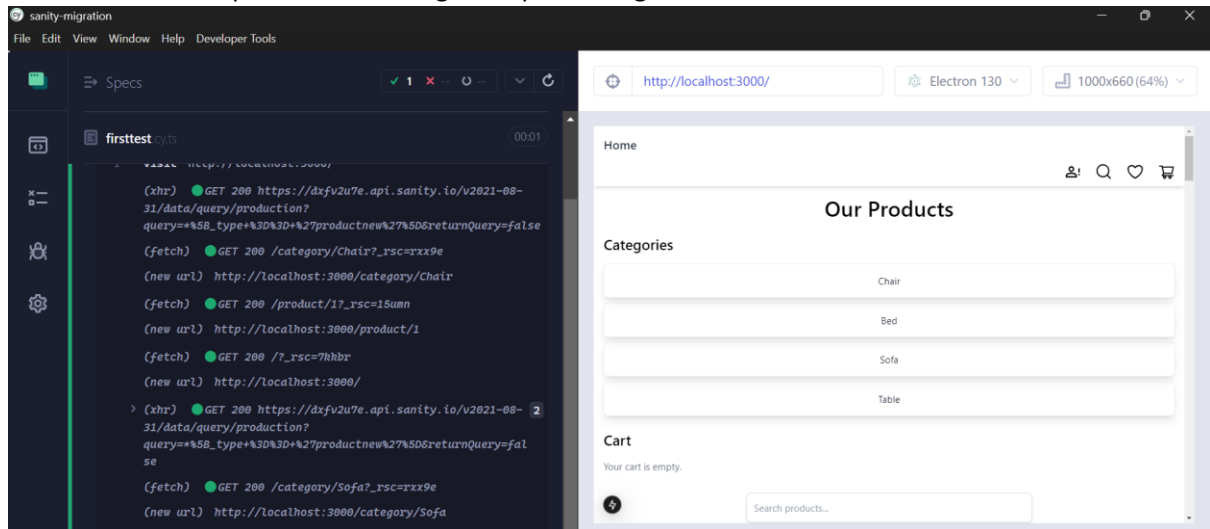 sanity-migration
File Edit View Window Help Developer Tools
Specs
1 -- --
firsttest.cy.ts
00:01
1 visit http://localhost:3000/
(xhr) GET 200 https://dxfv2u7e.api.sanity.io/v2021-08-
31/data/query/production?
query=*%5B_type+%3D%3D+%27productnew%27%5D&returnQuery=false
(fetch) GET 200 /category/Chair?_rsc=rxx9e
(new url) http://localhost:3000/category/Chair
(fetch) GET 200 /product/1?_rsc=15umn
(new url) http://localhost:3000/product/1
(fetch) GET 200 /?_rsc=7hhbr
(new url) http://localhost:3000/
(xhr) GET 200 https://dxfv2u7e.api.sanity.io/v2021-08- 2
31/data/query/production?
query=*%5B_type+%3D%3D+%27productnew%27%5D&returnQuery=fal
se
(fetch) GET 200 /category/Sofa?_rsc=rxx9e
(new url) http://localhost:3000/category/Sofa
http://localhost:3000/
Electron 130
1000x660 (64%)
Home
Our Products
Categories
Chair
Bed
Sofa
Table
Cart
Your cart is empty.
Search products...